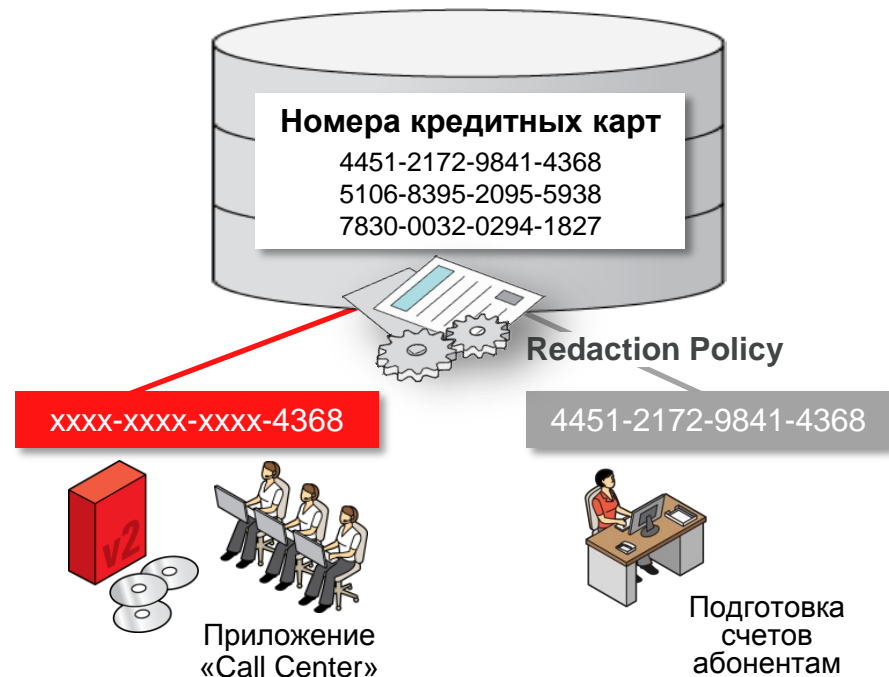 Номера кредитных карт
4451-2172-9841-4368
5106-8395-2095-5938
7830-0032-0294-1827
Redaction Policy
xxxx-xxxx-xxxx-4368
4451-2172-9841-4368
v2
Приложение
«Call Center»
Подготовка
счетов
абонентам